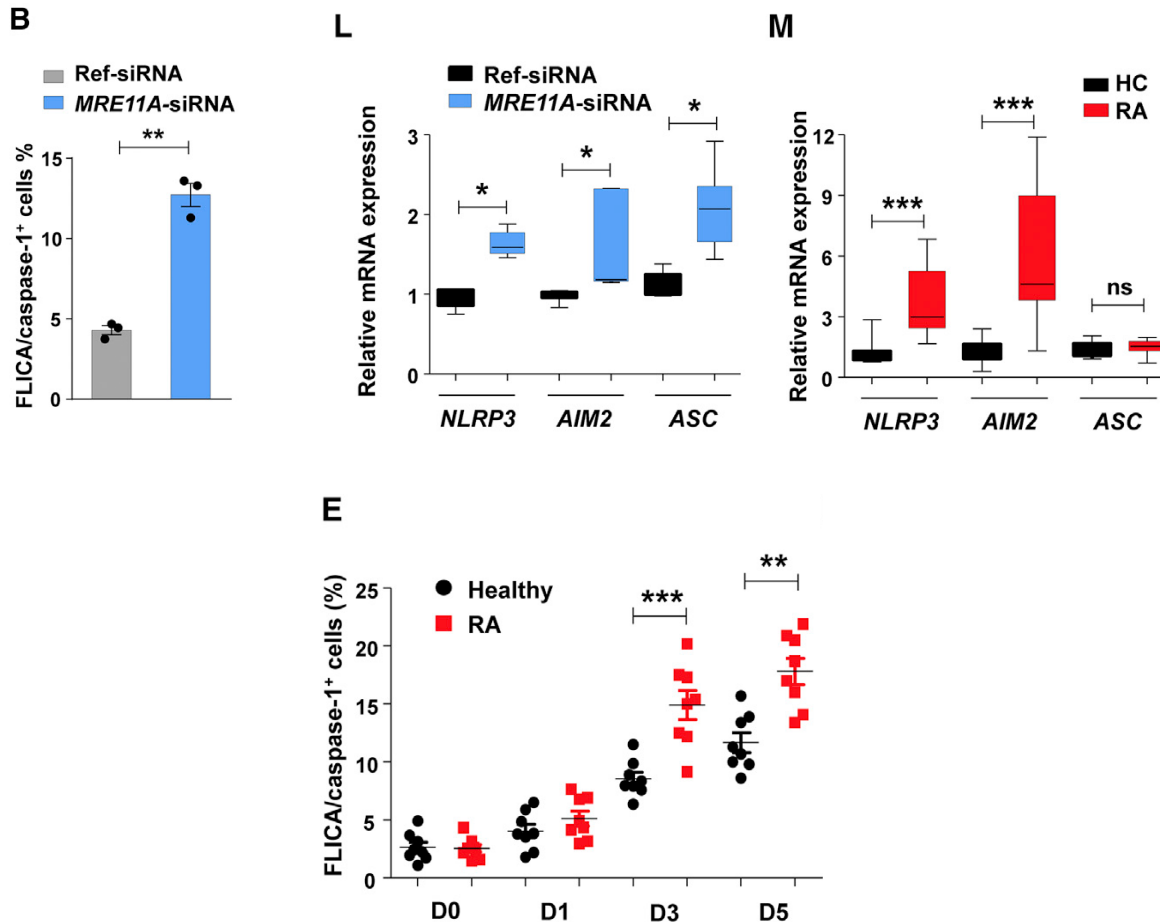 B
Ref-siRNA
MRE11A-siRNA
**
FLICA/caspase-1+ cells %
15
10
5
0
L
Ref-siRNA
MRE11A-siRNA
*
*
*
Relative mRNA expression
3
2
1
0
NLRP3
AIM2
ASC
M
HC
RA
***
***
ns
Relative mRNA expression
12
9
6
3
0
NLRP3
AIM2
ASC
E
Healthy
RA
***
**
FLICA/caspase-1+ cells (%)
25
20
15
10
5
0
D0
D1
D3
D5